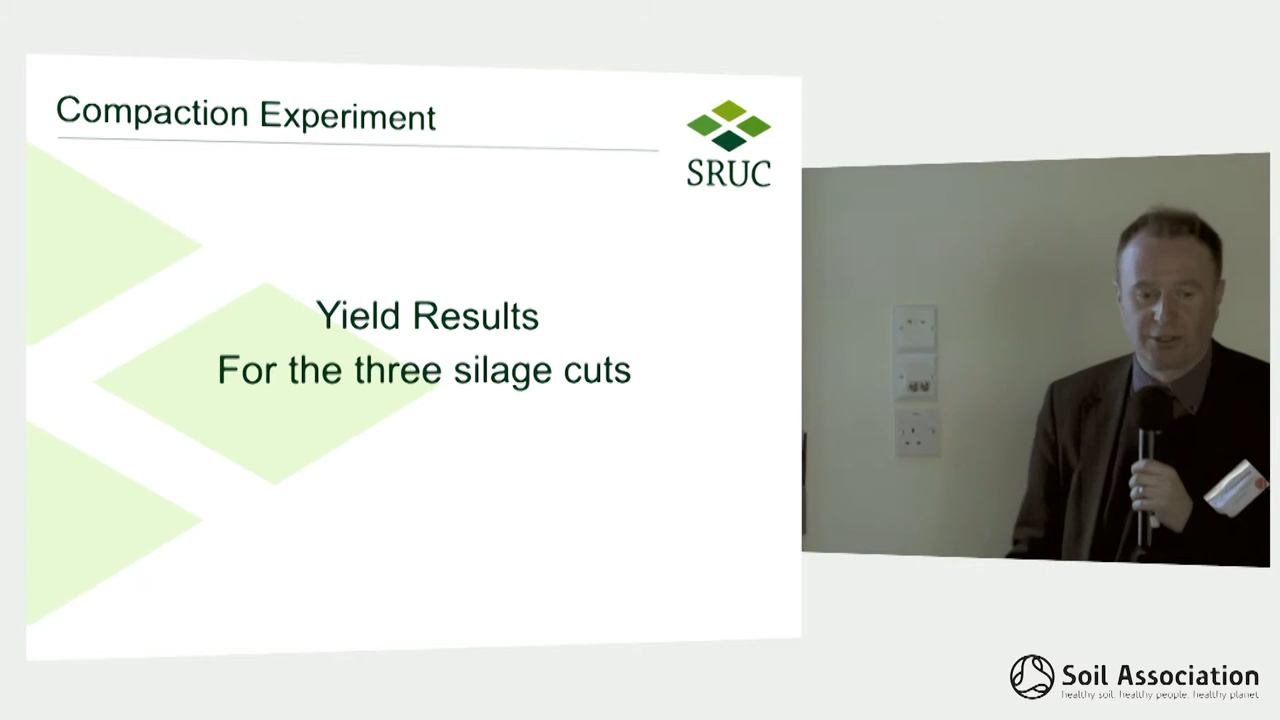 Compaction Experiment
SRUC
Yield Results
For the three silage cuts
Soil Association
healthy soil. healthy people. healthy planet